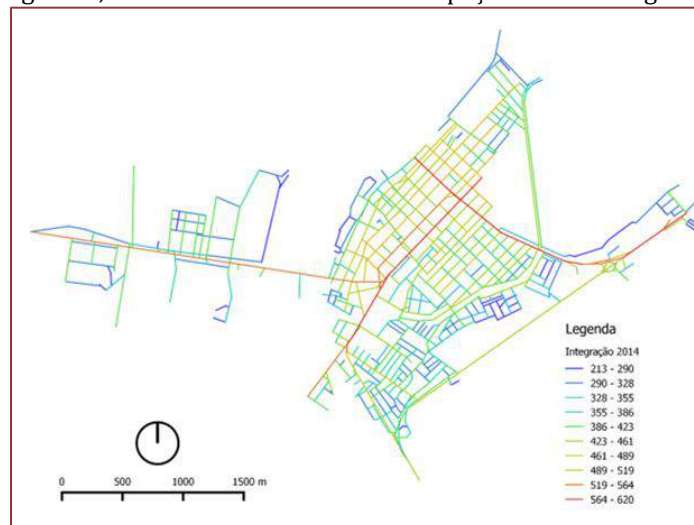 Legenda
Integração 2014
213 - 290
290 - 328
328 - 355
355 - 386
386 - 423
423 - 461
461 - 489
489 - 519
519 - 564
564 - 620
0 500 1000 1500 m